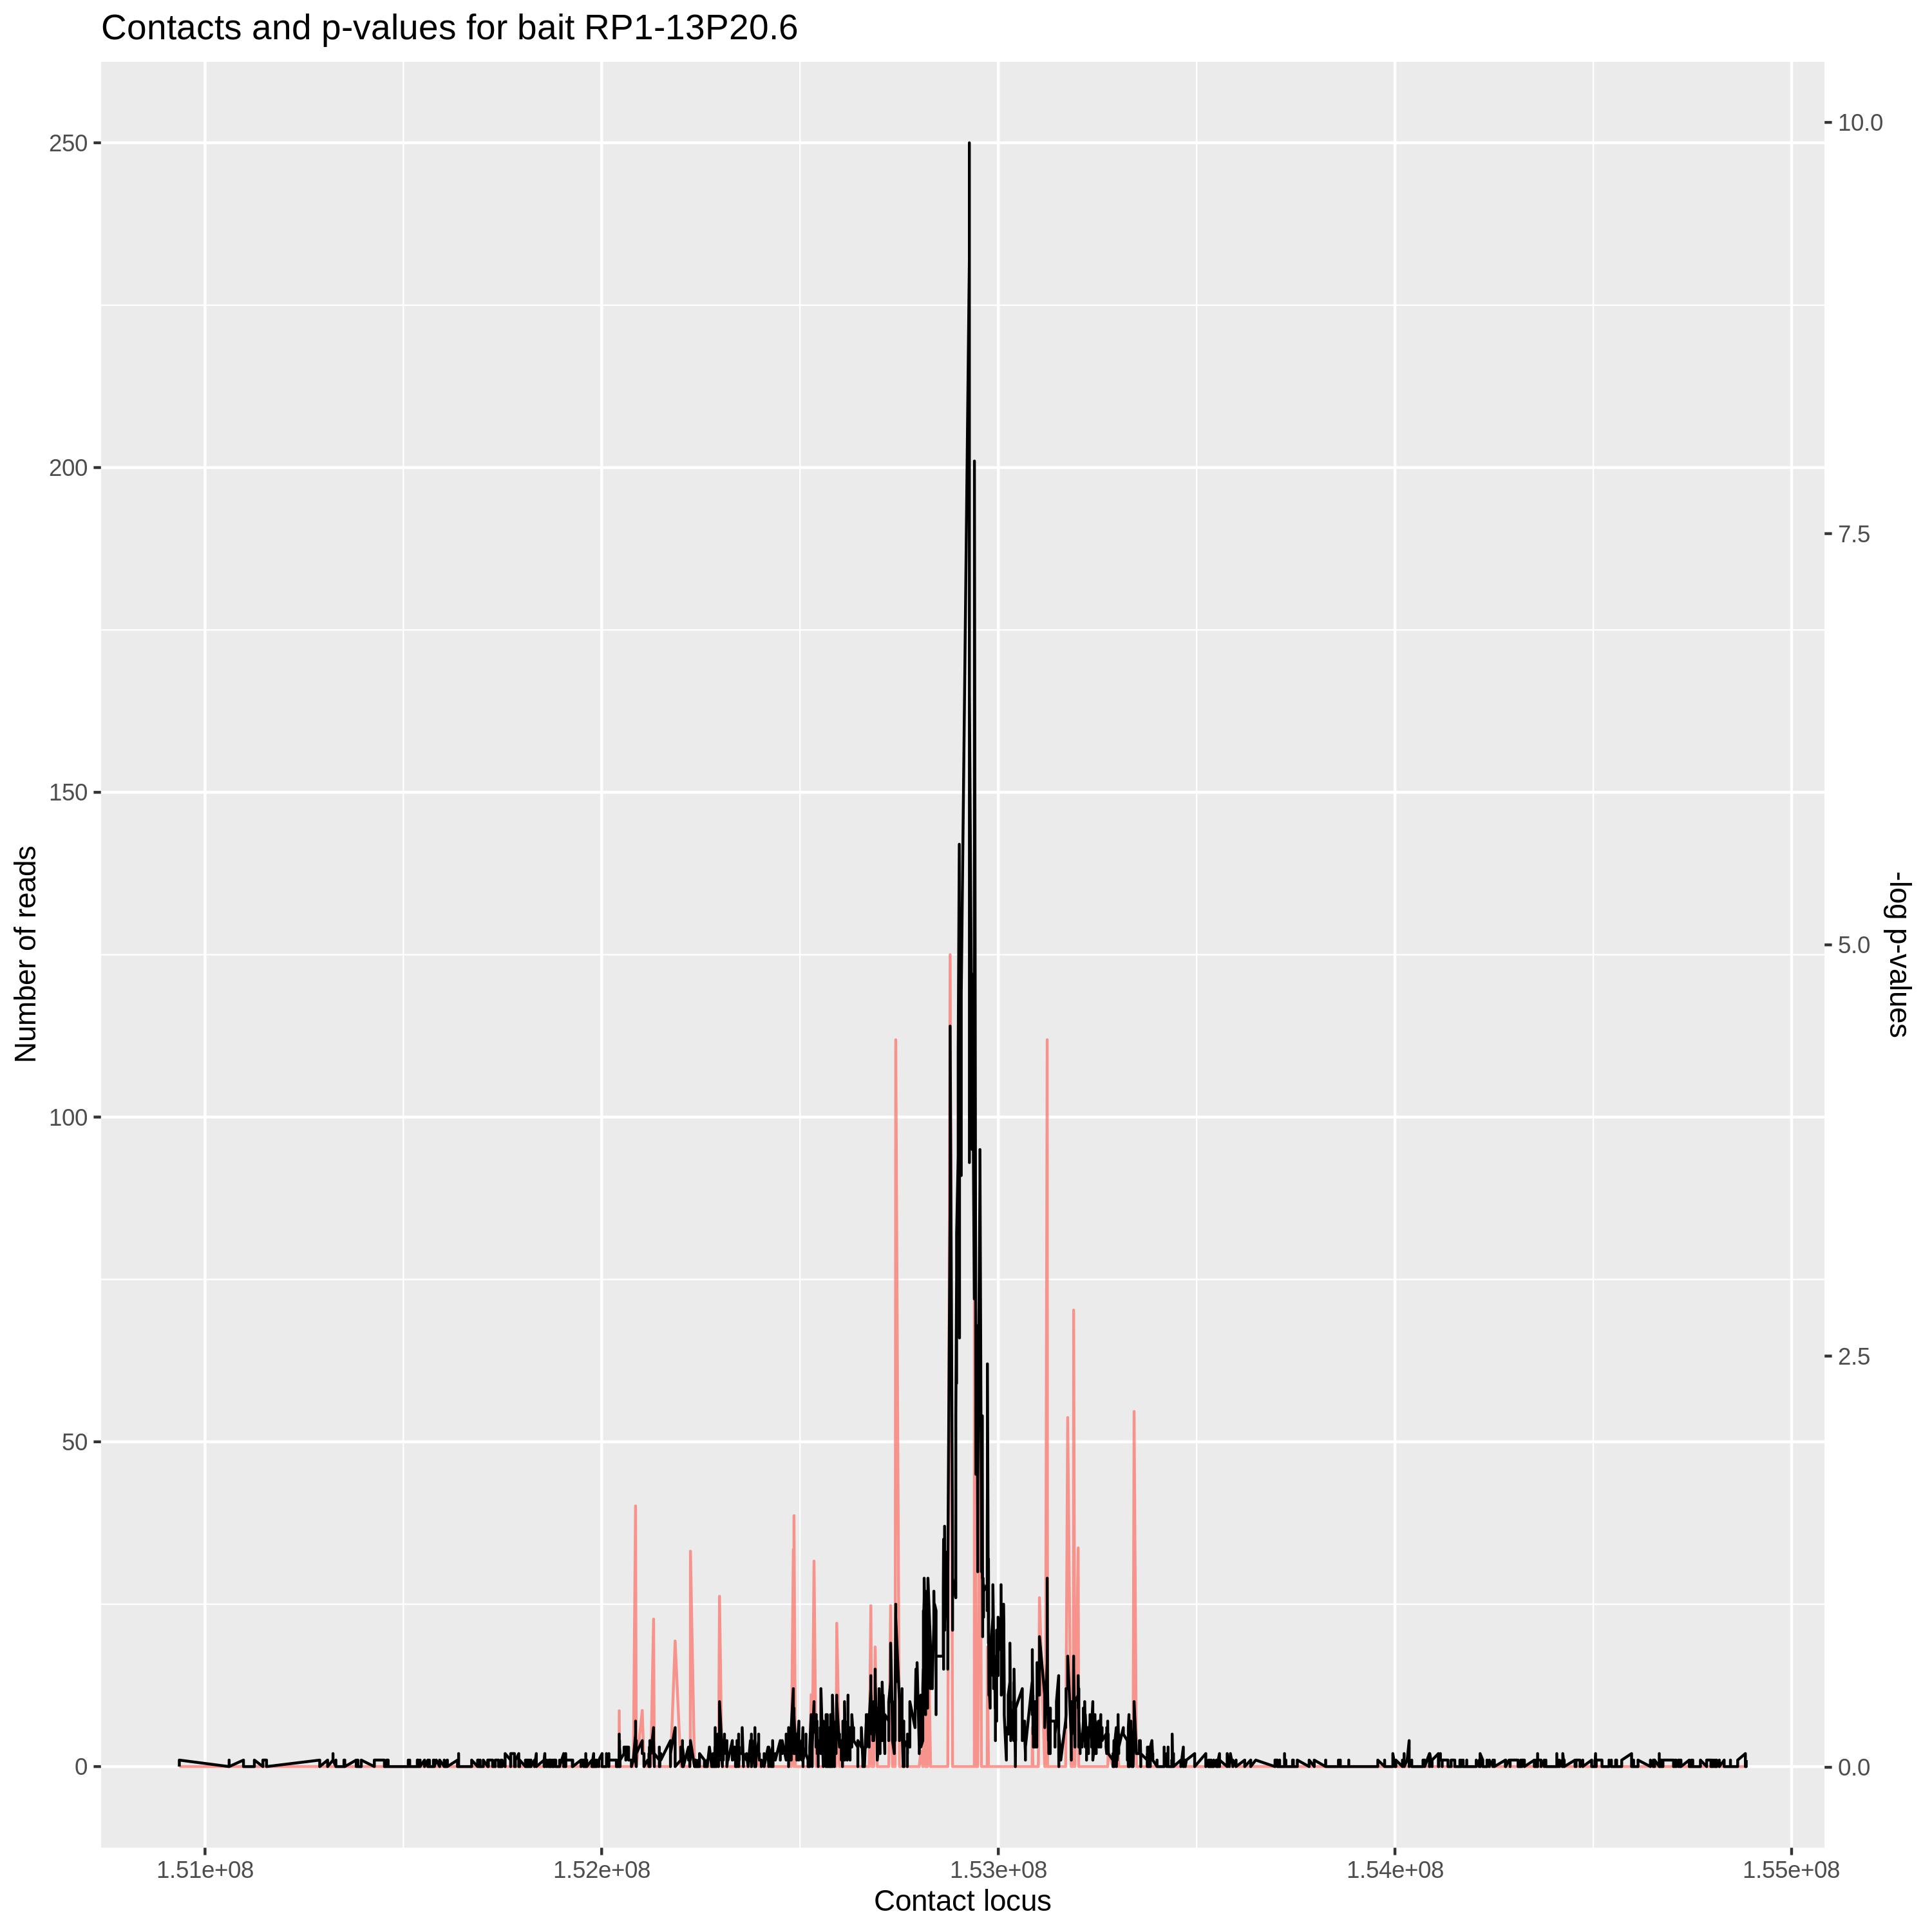 Contacts and p-values for bait RP1-13P20.6
250
200
150
100
50
0
Number of reads
10.0
7.5
5.0
2.5
0.0
-log p-values
1.51e+08
1.52e+08
1.53e+08
1.54e+08
1.55e+08
Contact locus